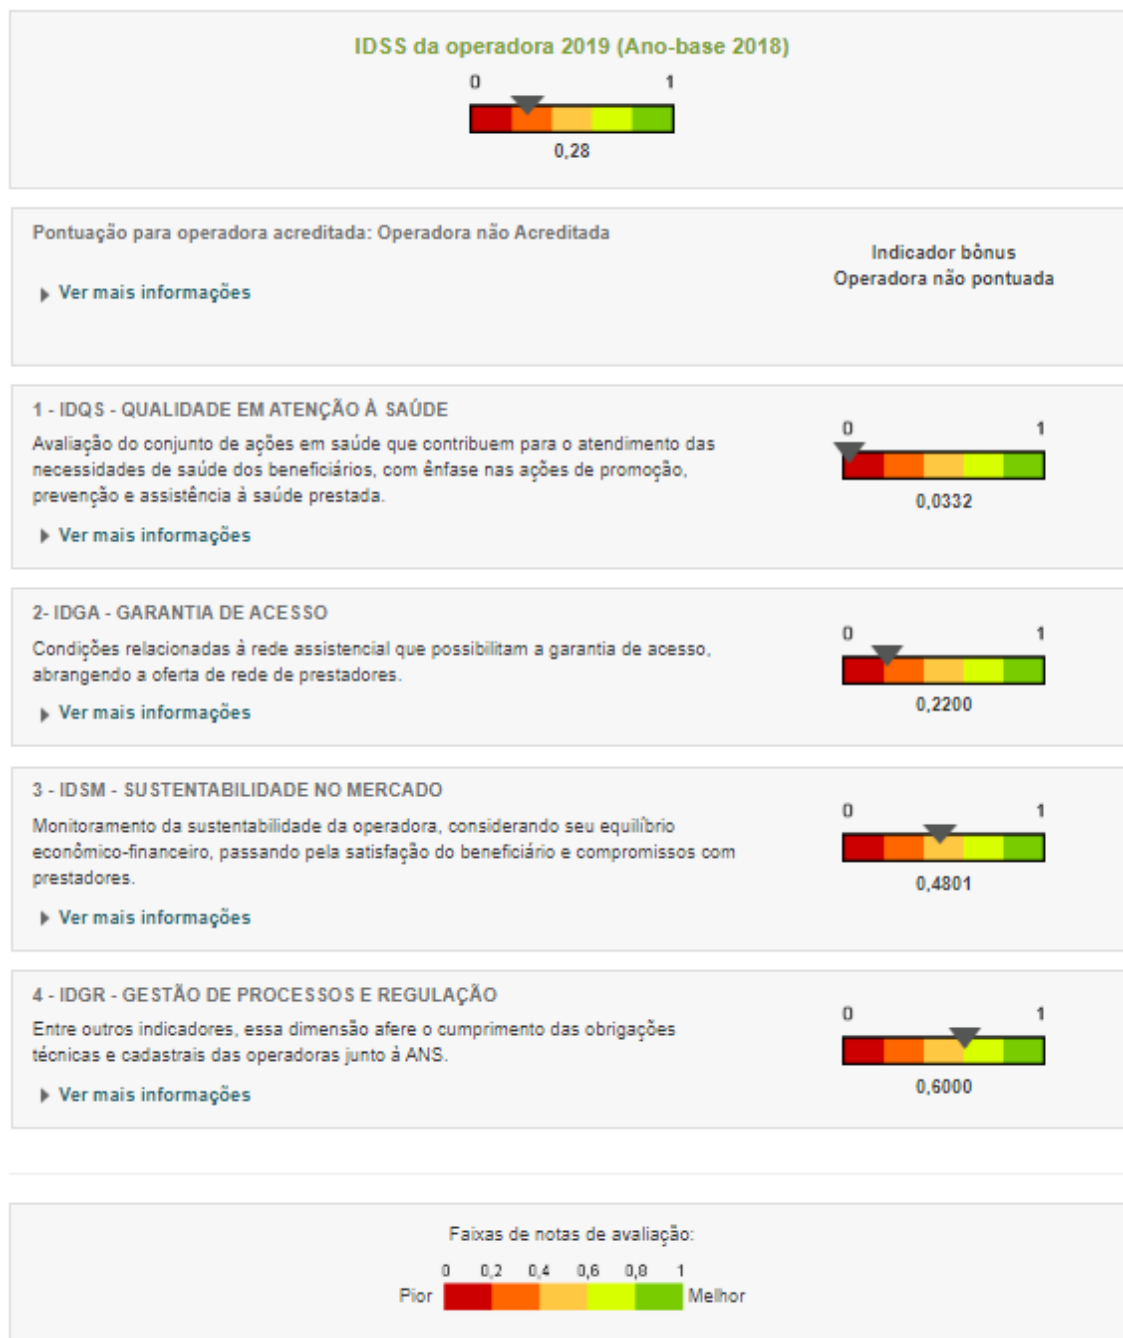 IDSS da operadora 2019 (Ano-base 2018)
0 1
0,28
Pontuação para operadora acreditada: Operadora não Acreditada
Indicador bônus
Operadora não pontuada
Ver mais informações
1 - IDQS - QUALIDADE EM ATENÇÃO À SAÚDE
Avaliação do conjunto de ações em saúde que contribuem para o atendimento das
necessidades de saúde dos beneficiários, com ênfase nas ações de promoção,
prevenção e assistência à saúde prestada.
Ver mais informações
0 1
0,0332
2- IDGA - GARANTIA DE ACESSO
Condições relacionadas à rede assistencial que possibilitam a garantia de acesso,
abrangendo a oferta de rede de prestadores.
Ver mais informações
0 1
0,2200
3 - IDSM - SUSTENTABILIDADE NO MERCADO
Monitoramento da sustentabilidade da operadora, considerando seu equilíbrio
econômico-financeiro, passando pela satisfação do beneficiário e compromissos com
prestadores.
Ver mais informações
0 1
0,4801
4 - IDGR - GESTÃO DE PROCESSOS E REGULAÇÃO
Entre outros indicadores, essa dimensão afere o cumprimento das obrigações
técnicas e cadastrais das operadoras junto à ANS.
Ver mais informações
0 1
0,6000
Faixas de notas de avaliação:
0 0,2 0,4 0,6 0,8 1
Pior Melhor